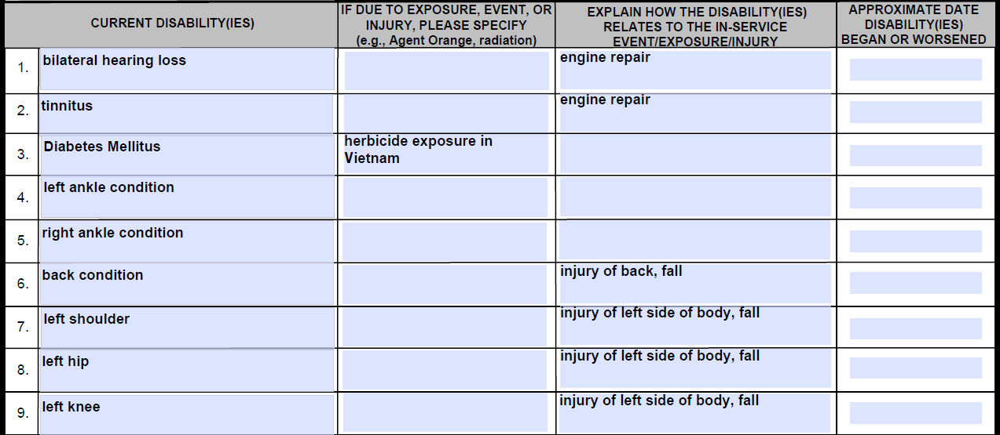 CURRENT DISABILITY(IES)
IF DUE TO EXPOSURE, EVENT, OR
INJURY, PLEASE SPECIFY
(e.g., Agent Orange, radiation)
EXPLAIN HOW THE DISABILITY(IES)
RELATES TO THE IN-SERVICE
EVENT/EXPOSURE/INJURY
APPROXIMATE DATE
DISABILITY(IES)
BEGAN OR WORSENED
1. bilateral hearing loss engine repair
2. tinnitus engine repair
3. Diabetes Mellitus herbicide exposure in
Vietnam
4. left ankle condition
5. right ankle condition
6. back condition injury of back, fall
7. left shoulder injury of left side of body, fall
8. left hip injury of left side of body, fall
9. left knee injury of left side of body, fall